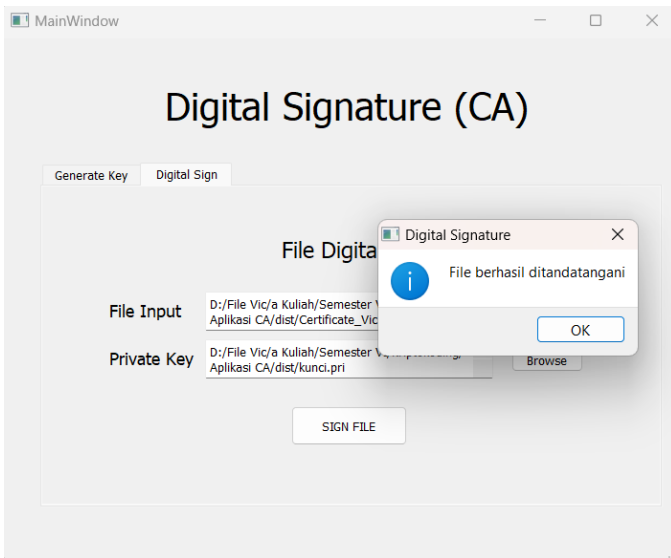 MainWindow
Digital Signature (CA)
Generate Key
Digital Sign
Digital Signature
File Digita
File berhasil ditandatangani
OK
File Input
D:/File Vic/a Kuliah/Semester
Aplikasi CA/dist/Certificate_Vic
Private Key
D:/File Vic/a Kuliah/Semester
Aplikasi CA/dist/kunci.pri
Browse
SIGN FILE